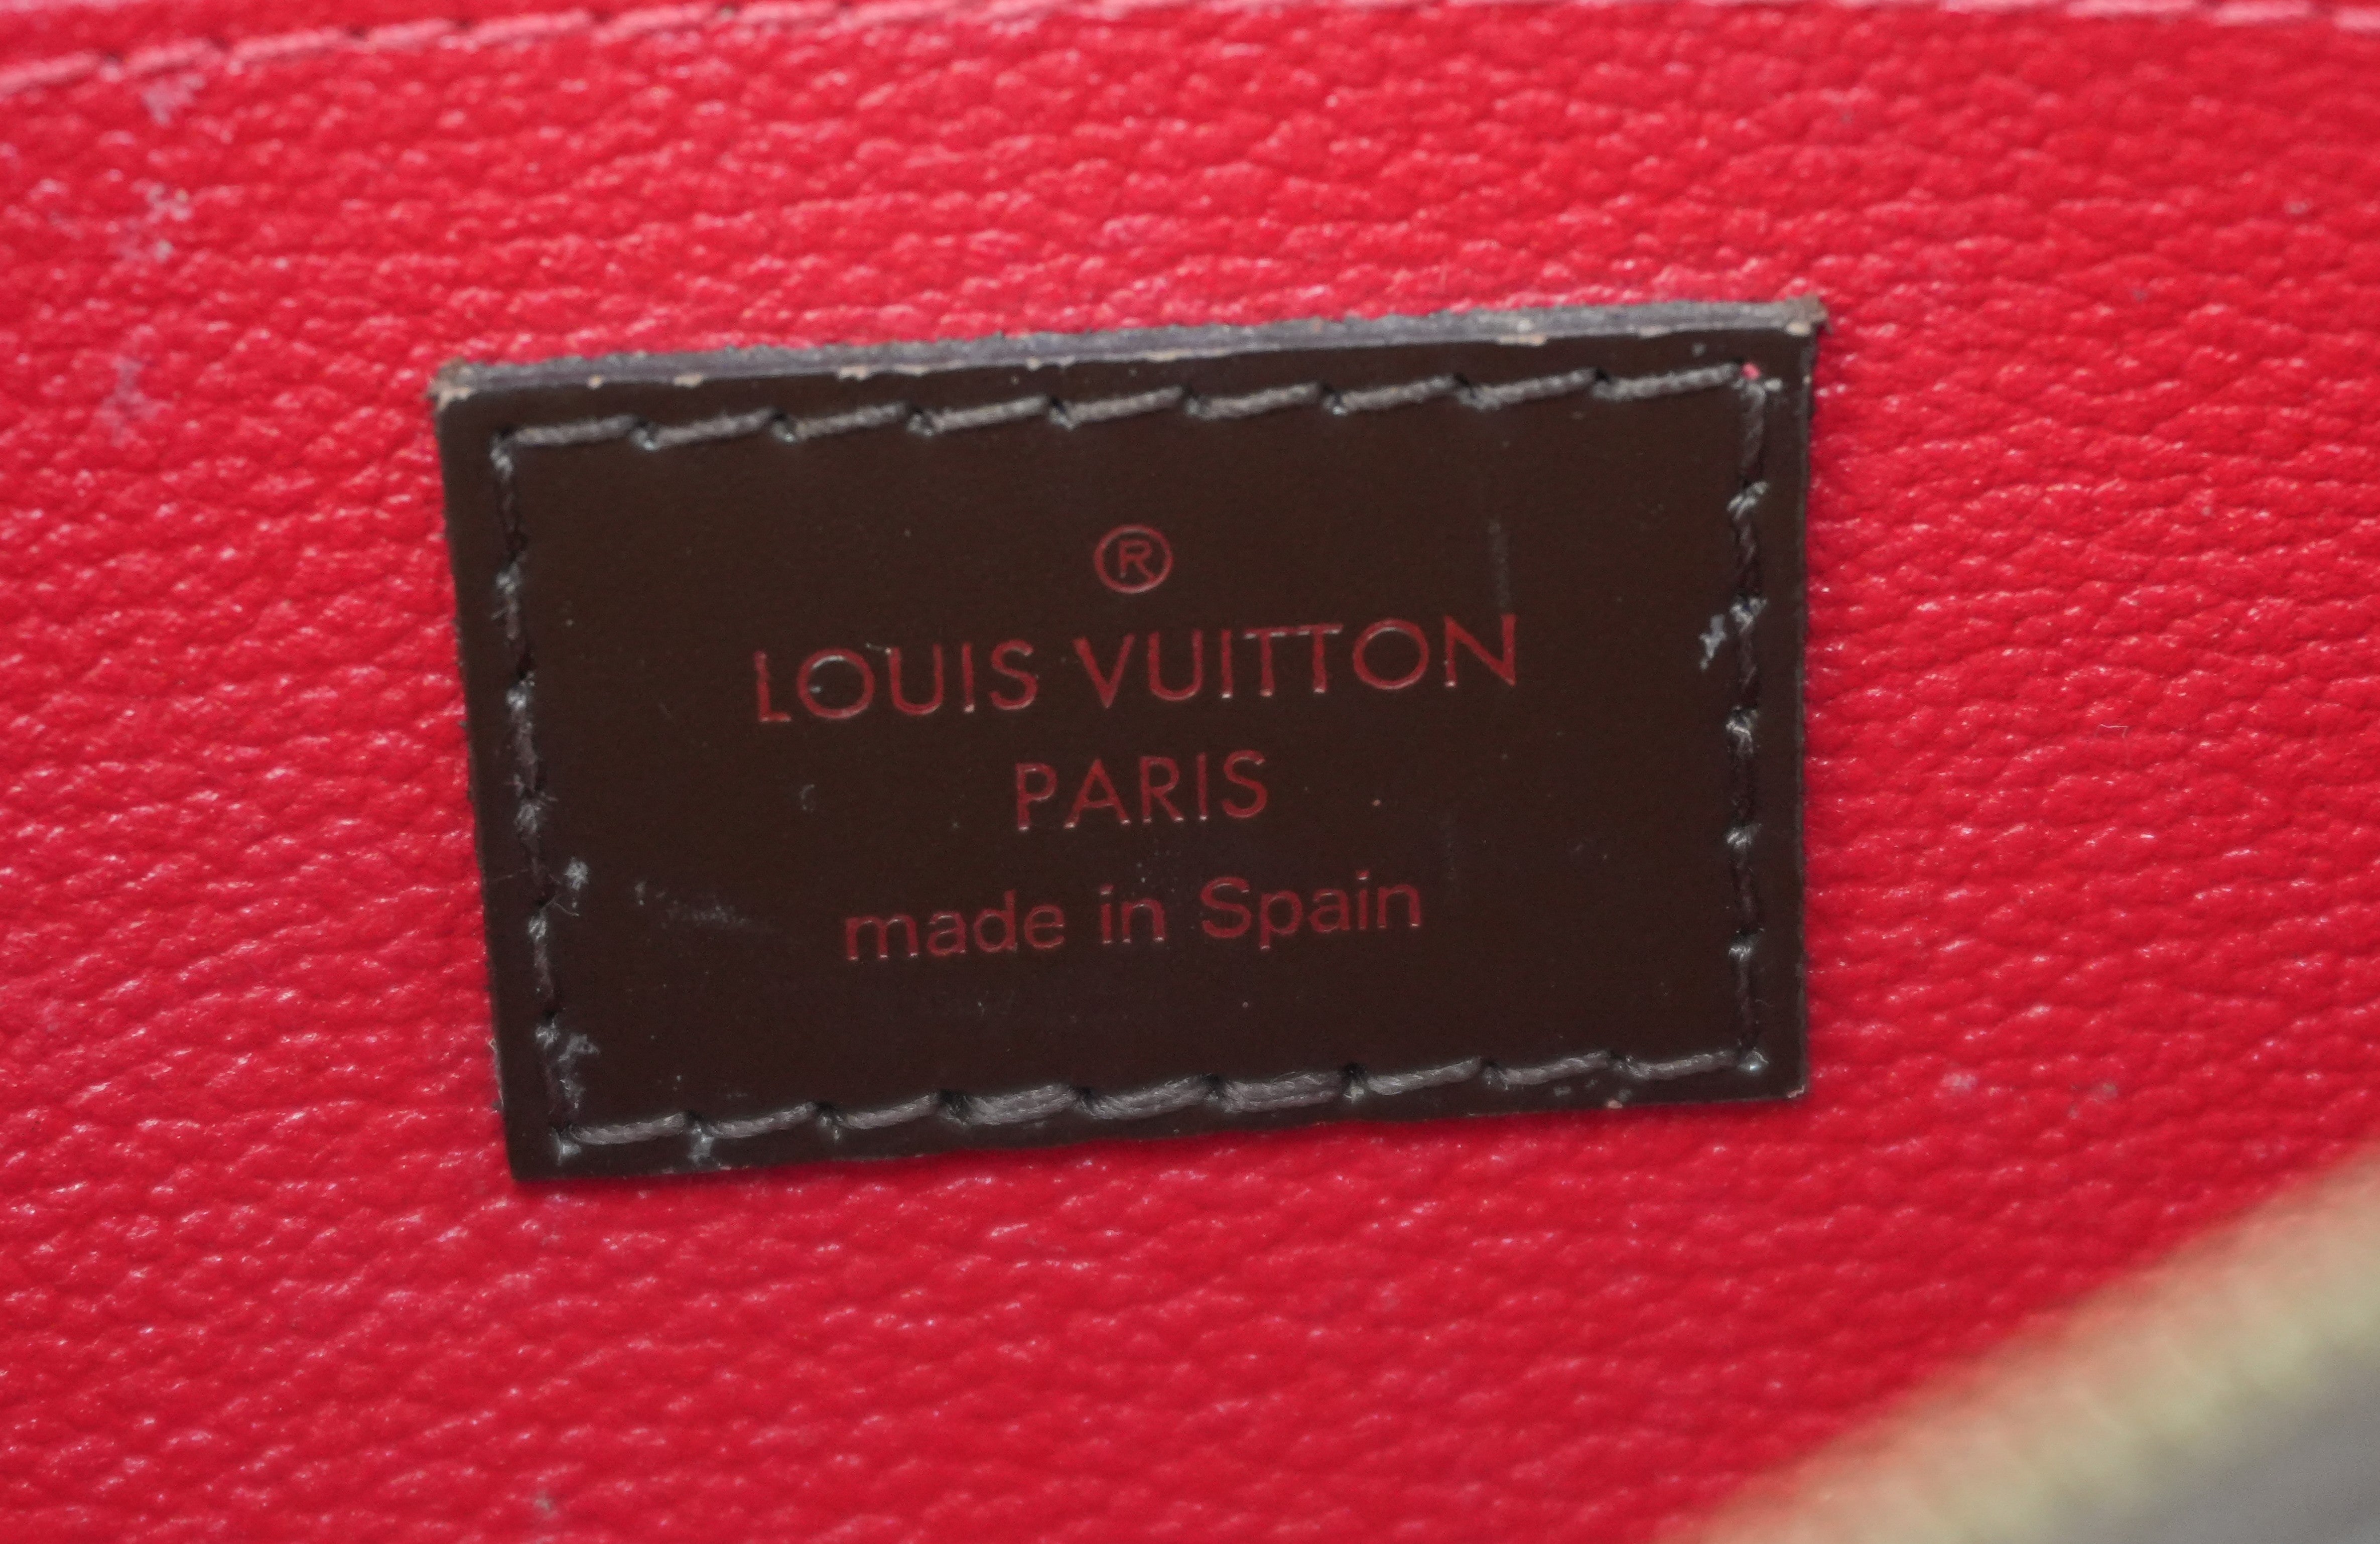 ®
LOUIS VUITTON
PARIS
made in Spain